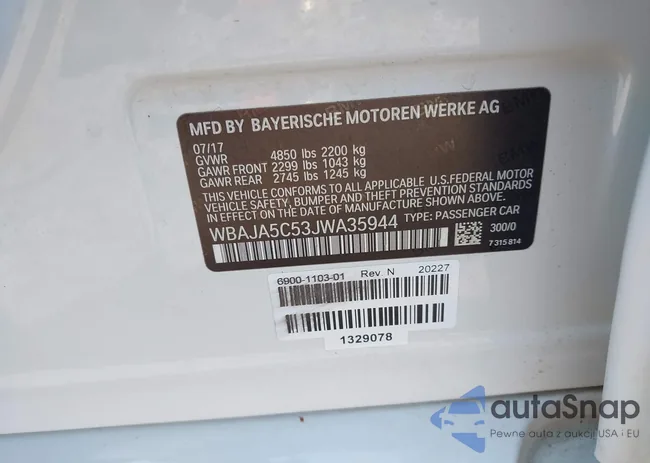 MFD BY BAYERISCHE MOTOREN WERKE AG
07/17
GVWR 4850 lbs 2200 kg
GAWR FRONT 2299 lbs 1043 kg
GAWR REAR 2745 lbs 1245 kg
THIS VEHICLE CONFORMS TO ALL APPLICABLE U.S.FEDERAL MOTOR
VEHICLE SAFETY, BUMPER, AND THEFT PREVENTION STANDARDS
IN EFFECT ON THE DATE OF MANUFACTURE SHOWN ABOVE.
WBAJA5C53JWA35944 TYPE: PASSENGER CAR
300/0
7 315 814
6900-1103-01 Rev. N 20227
1329078
autaSnap
Pewne auta z aukcji USA i EU